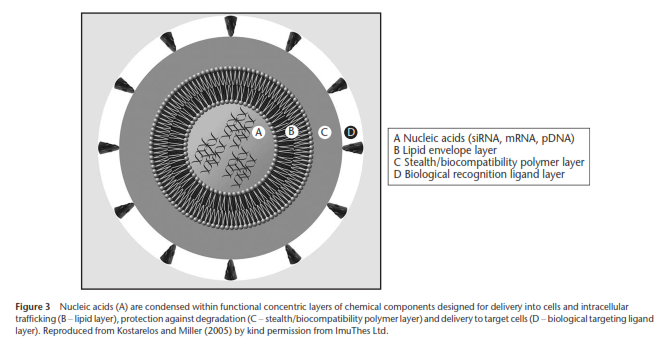 A
B
C
D
A Nucleic acids (siRNA, mRNA, pDNA)
B Lipid envelope layer
C Stealth/biocompatibility polymer layer
D Biological recognition ligand layer
Figure 3 Nucleic acids (A) are condensed within functional concentric layers of chemical components designed for delivery into cells and intracellular
trafficking (B – lipid layer), protection against degradation (C – stealth/biocompatibility polymer layer) and delivery to target cells (D – biological targeting ligand
layer). Reproduced from Kostarelos and Miller (2005) by kind permission from ImuThes Ltd.